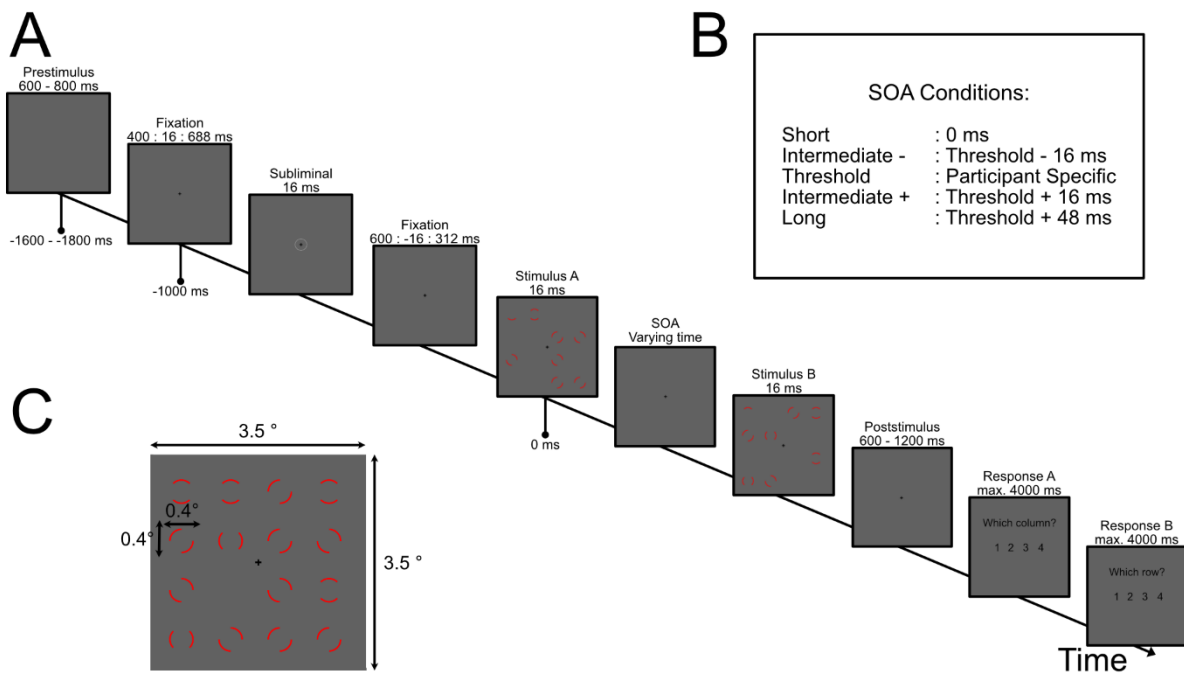 A
Prestimulus
600 - 800 ms
-1600 - -1800 ms
Fixation
400 : 16 : 688 ms
-1000 ms
Subliminal
16 ms
Fixation
600 : -16 : 312 ms
Stimulus A
16 ms
0 ms
SOA
Varying time
Stimulus B
16 ms
Poststimulus
600 - 1200 ms
Response A
max. 4000 ms
Which column?
1 2 3 4
Response B
max. 4000 ms
Which row?
1 2 3 4
Time
B
SOA Conditions:
Short : 0 ms
Intermediate - : Threshold - 16 ms
Threshold : Participant Specific
Intermediate + : Threshold + 16 ms
Long : Threshold + 48 ms
C
3.5 °
0.4°
0.4°
3.5 °